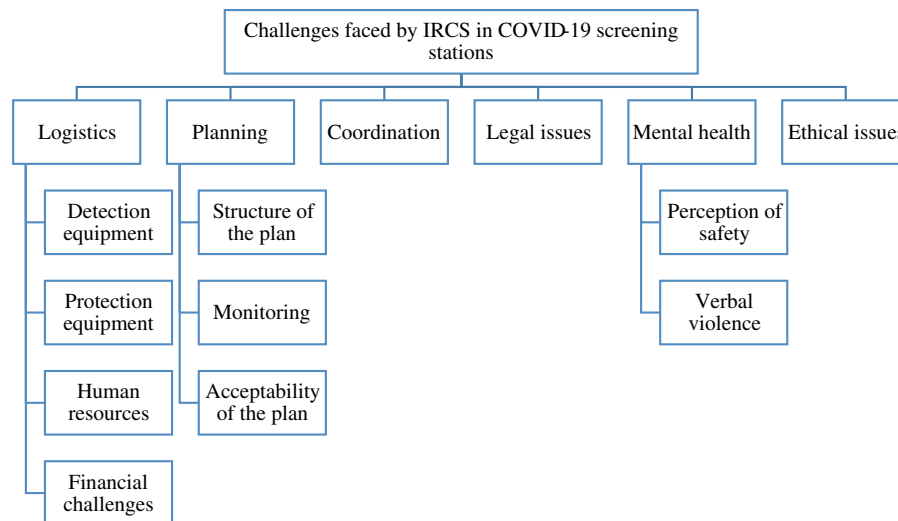 Challenges faced by IRCS in COVID-19 screening
stations
Logistics
Planning
Coordination
Legal issues
Mental health
Ethical issues
Detection
equipment
Protection
equipment
Human
resources
Financial
challenges
Structure of
the plan
Monitoring
Acceptability
of the plan
Perception of
safety
Verbal
violence